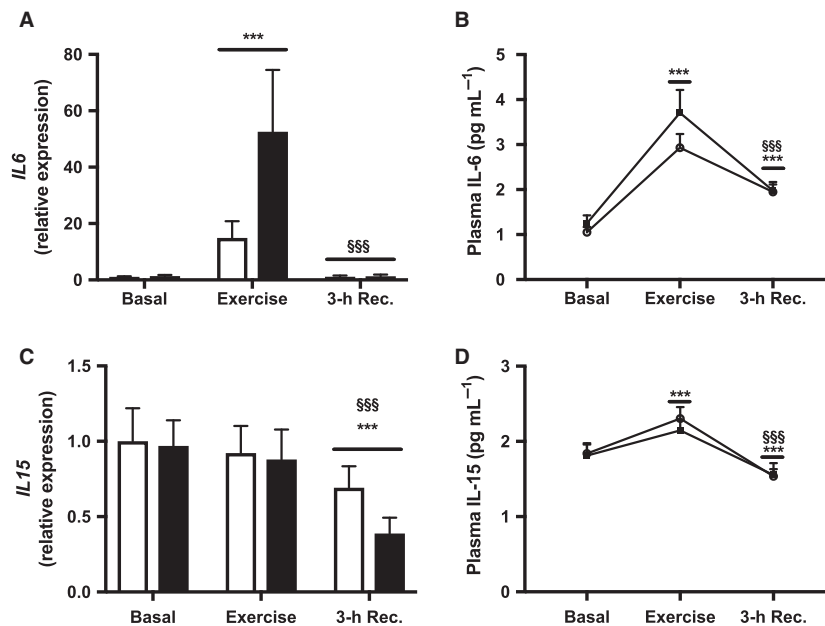 A
IL6
(relative expression)
80
60
40
20
0
***
§§§
Basal
Exercise
3-h Rec.
B
Plasma IL-6 (pg mL⁻¹)
5
4
3
2
1
0
***
§§§
***
Basal
Exercise
3-h Rec.
C
IL15
(relative expression)
1.5
1.0
0.5
0.0
§§§
***
Basal
Exercise
3-h Rec.
D
Plasma IL-15 (pg mL⁻¹)
3
2
1
0
***
§§§
***
Basal
Exercise
3-h Rec.